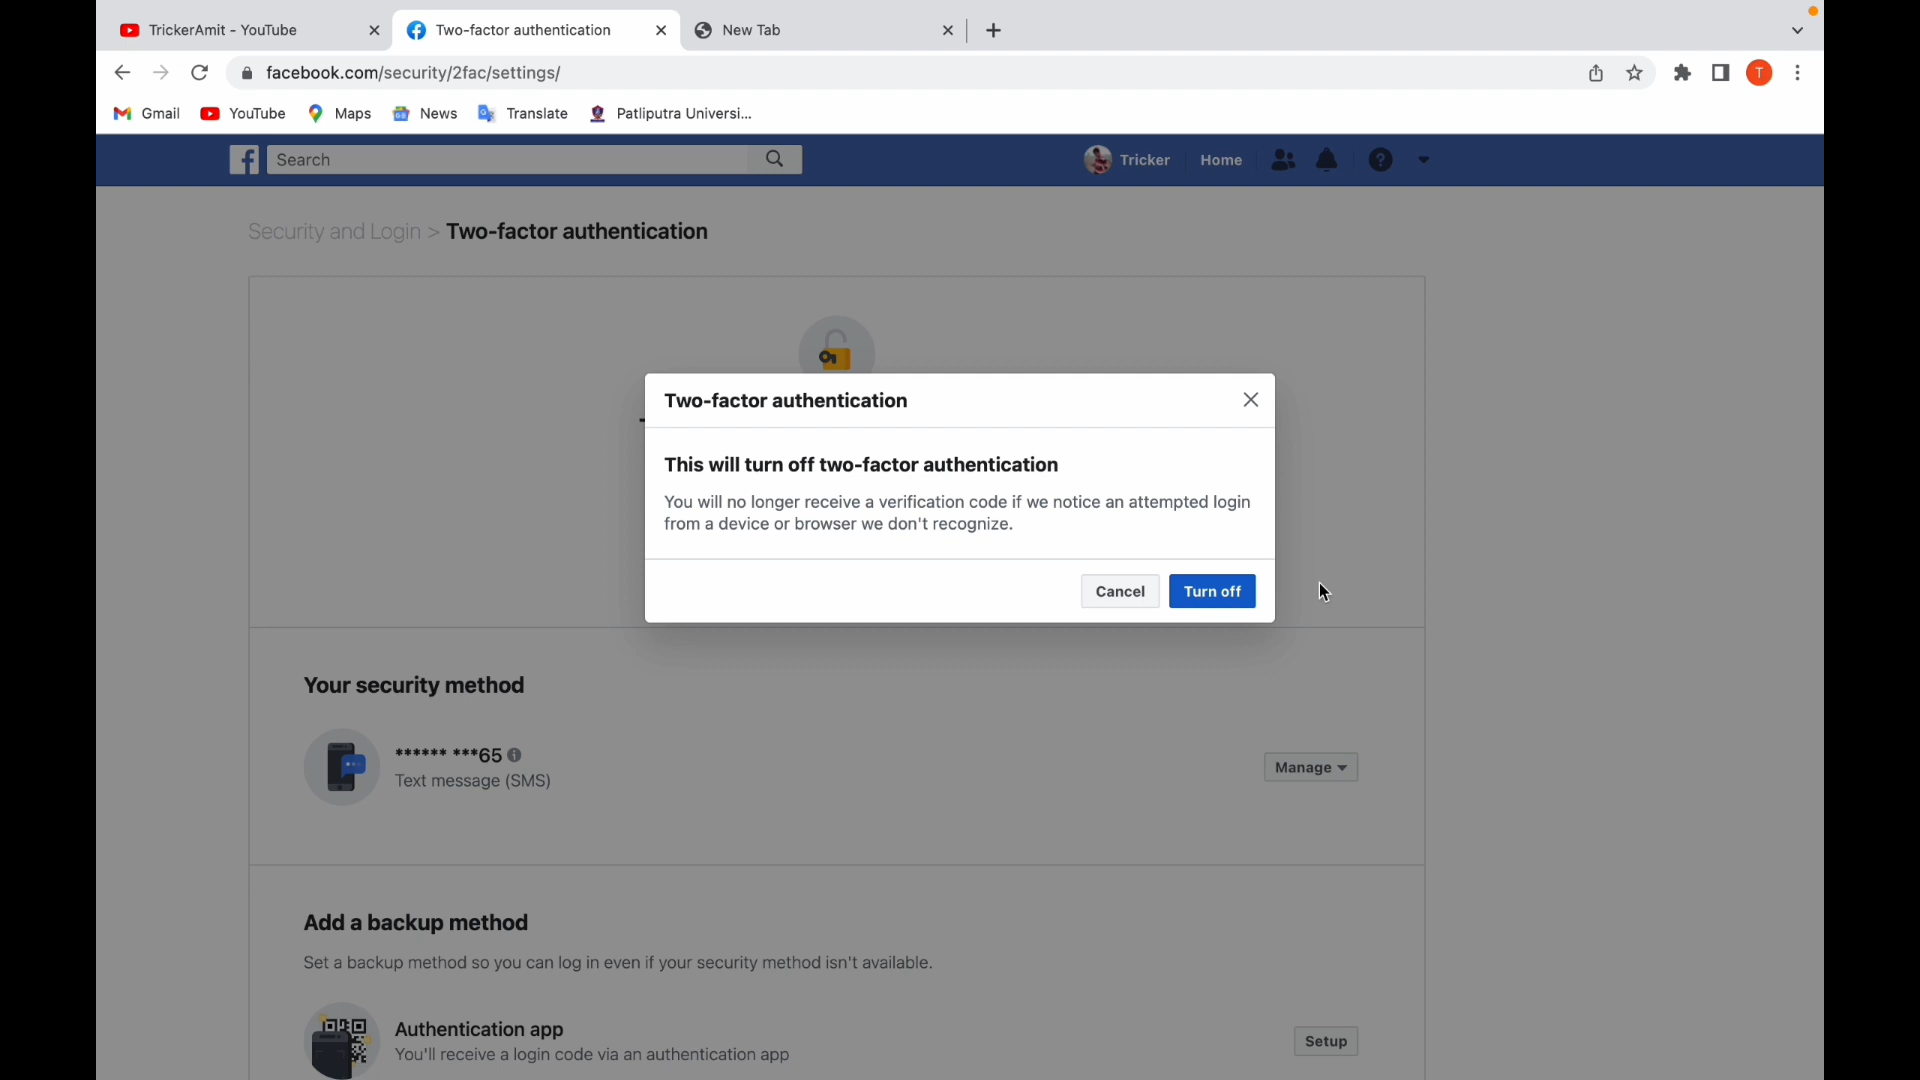 TrickerAmit - YouTube
Two-factor authentication
New Tab
facebook.com/security/2fac/settings/
T
Gmail
YouTube
Maps
News
Translate
Patliputra Universi...
Search
Tricker
Home
Security and Login > Two-factor authentication
Two-factor authentication
This will turn off two-factor authentication
You will no longer receive a verification code if we notice an attempted login
from a device or browser we don't recognize.
Cancel
Turn off
Your security method
****** ***65
Text message (SMS)
Manage
Add a backup method
Set a backup method so you can log in even if your security method isn't available.
Authentication app
You'll receive a login code via an authentication app
Setup